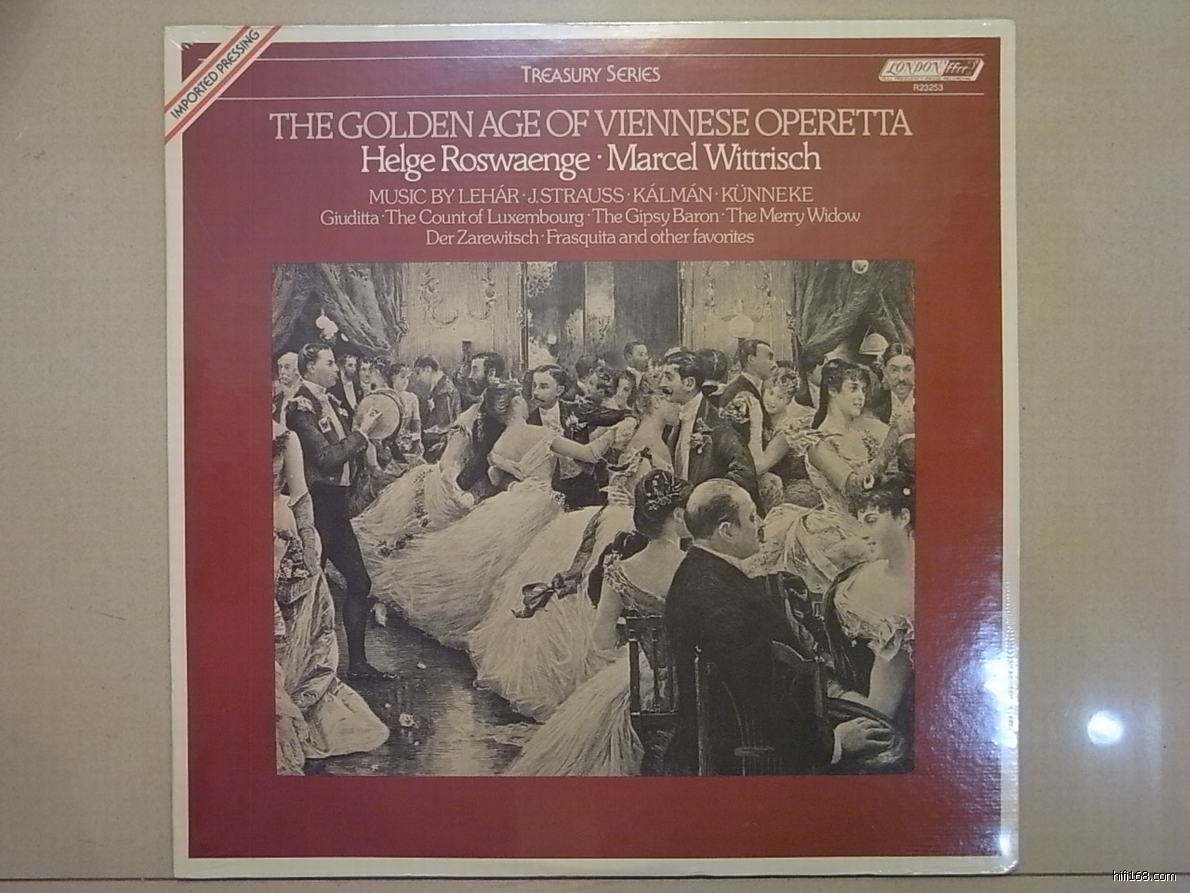 IMPORTED PRESSING
TREASURY SERIES
LONDON ffrr
R23253
THE GOLDEN AGE OF VIENNESE OPERETTA
Helge Roswaenge · Marcel Wittrisch
MUSIC BY LEHÁR · J.STRAUSS · KÁLMÁN · KÜNNEKE
Giuditta · The Count of Luxembourg · The Gipsy Baron · The Merry Widow
Der Zarewitsch · Frasquita and other favorites
hifi168.com